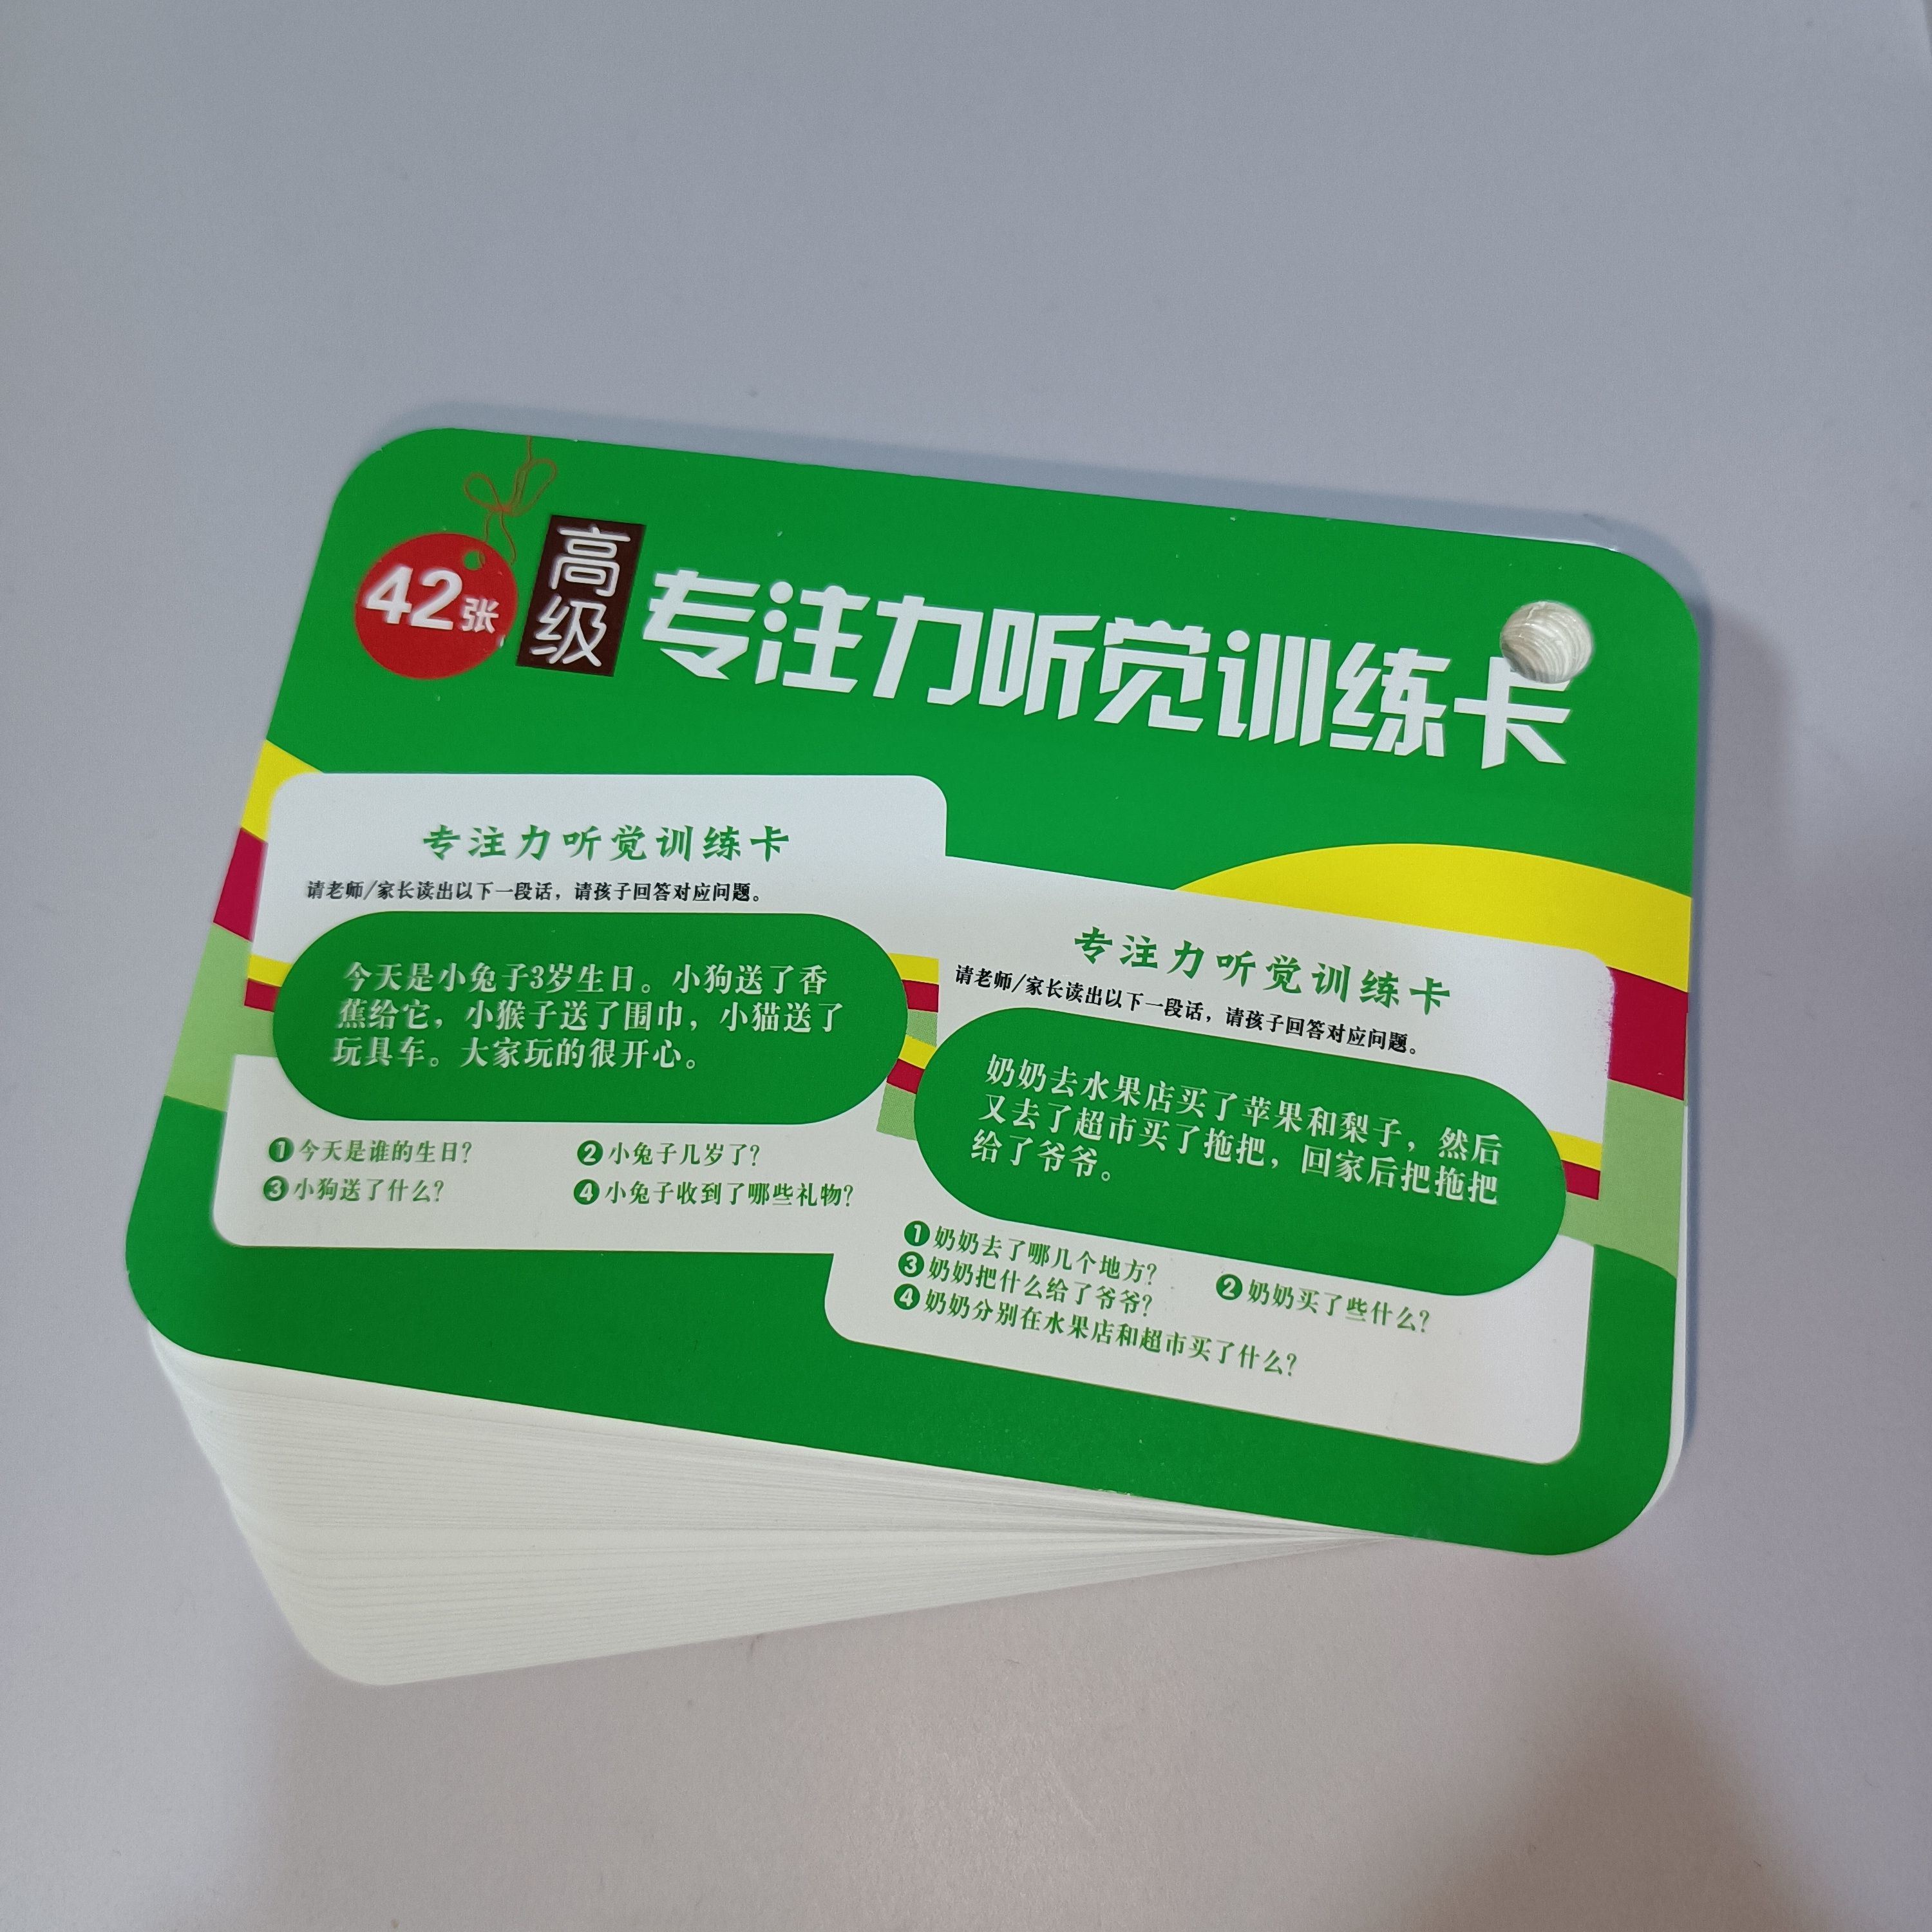 42张
高级
专注力听觉训练卡
专注力听觉训练卡
请老师/家长读出以下一段话，请孩子回答对应问题。
今天是小兔子3岁生日。小狗送了香
蕉给它，小猴子送了围巾，小猫送了
玩具车。大家玩的很开心。
❶今天是谁的生日？ ❷小兔子几岁了？
❸小狗送了什么？ ❹小兔子收到了哪些礼物？
专注力听觉训练卡
请老师/家长读出以下一段话，请孩子回答对应问题。
奶奶去水果店买了苹果和梨子，然后
又去了超市买了拖把，回家后把拖把
给了爷爷。
❶奶奶去了哪几个地方？ ❷奶奶买了些什么？
❸奶奶把什么给了爷爷？
❹奶奶分别在水果店和超市买了什么？